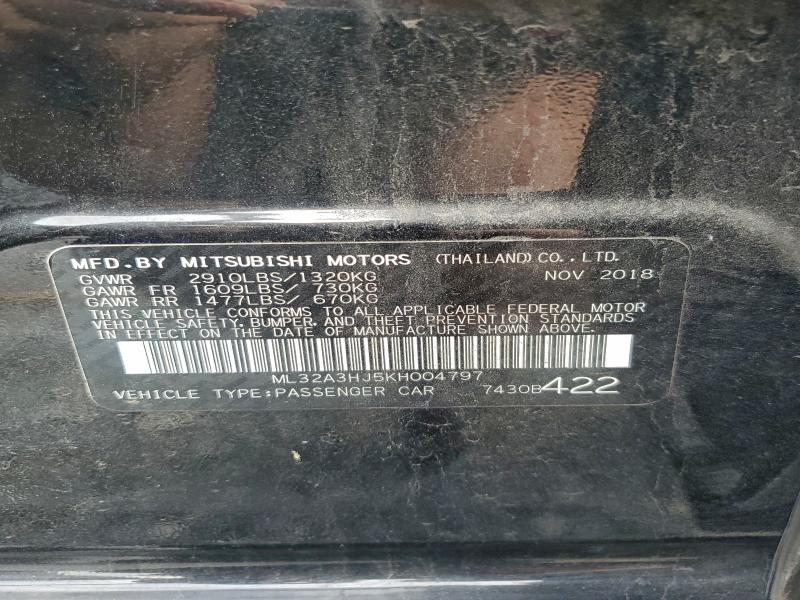 MFD.BY MITSUBISHI MOTORS (THAILAND)CO.,LTD.
GVWR 2910LBS/1320KG NOV 2018
GAWR FR 1609LBS/ 730KG
GAWR RR 1477LBS/ 670KG
THIS VEHICLE CONFORMS TO ALL APPLICABLE FEDERAL MOTOR
VEHICLE SAFETY,BUMPER,AND THEFT PREVENTION STANDARDS
IN EFFECT ON THE DATE OF MANUFACTURE SHOWN ABOVE.
ML32A3HJ5KH004797
VEHICLE TYPE:PASSENGER CAR 7430B422